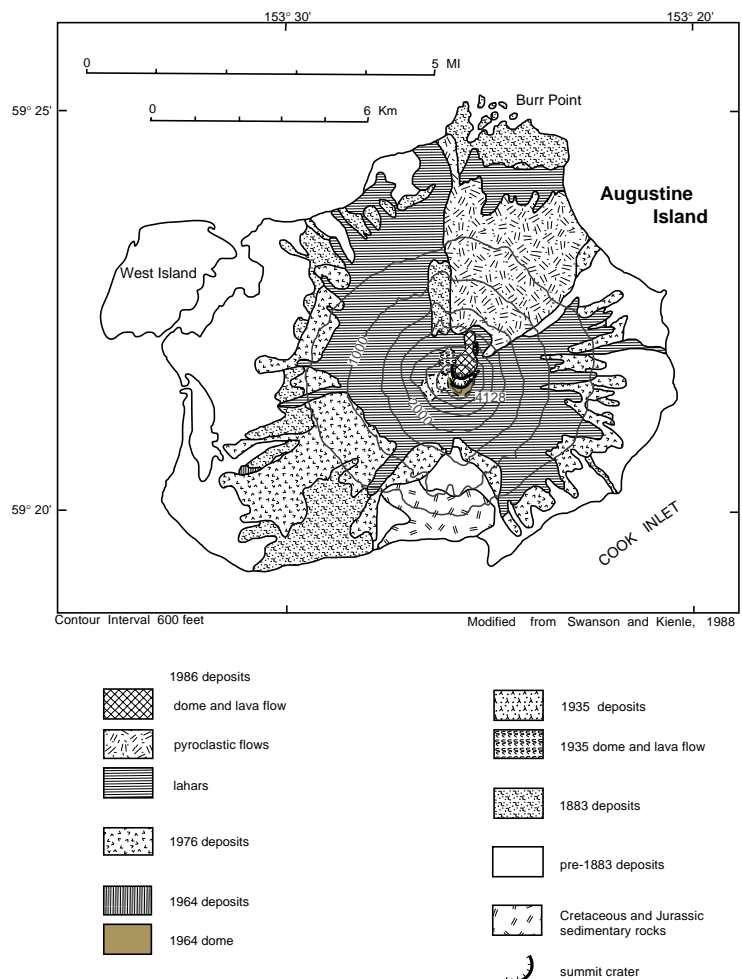 153° 30'
153° 20'
0 5 MI
59° 25'
0 6 Km
Burr Point
Augustine
Island
West Island
1000
4128
2000
59° 20'
COOK INLET
Contour Interval 600 feet
Modified from Swanson and Kienle, 1988
1986 deposits
dome and lava flow
pyroclastic flows
lahars
1976 deposits
1964 deposits
1964 dome
1935 deposits
1935 dome and lava flow
1883 deposits
pre-1883 deposits
Cretaceous and Jurassic
sedimentary rocks
summit crater